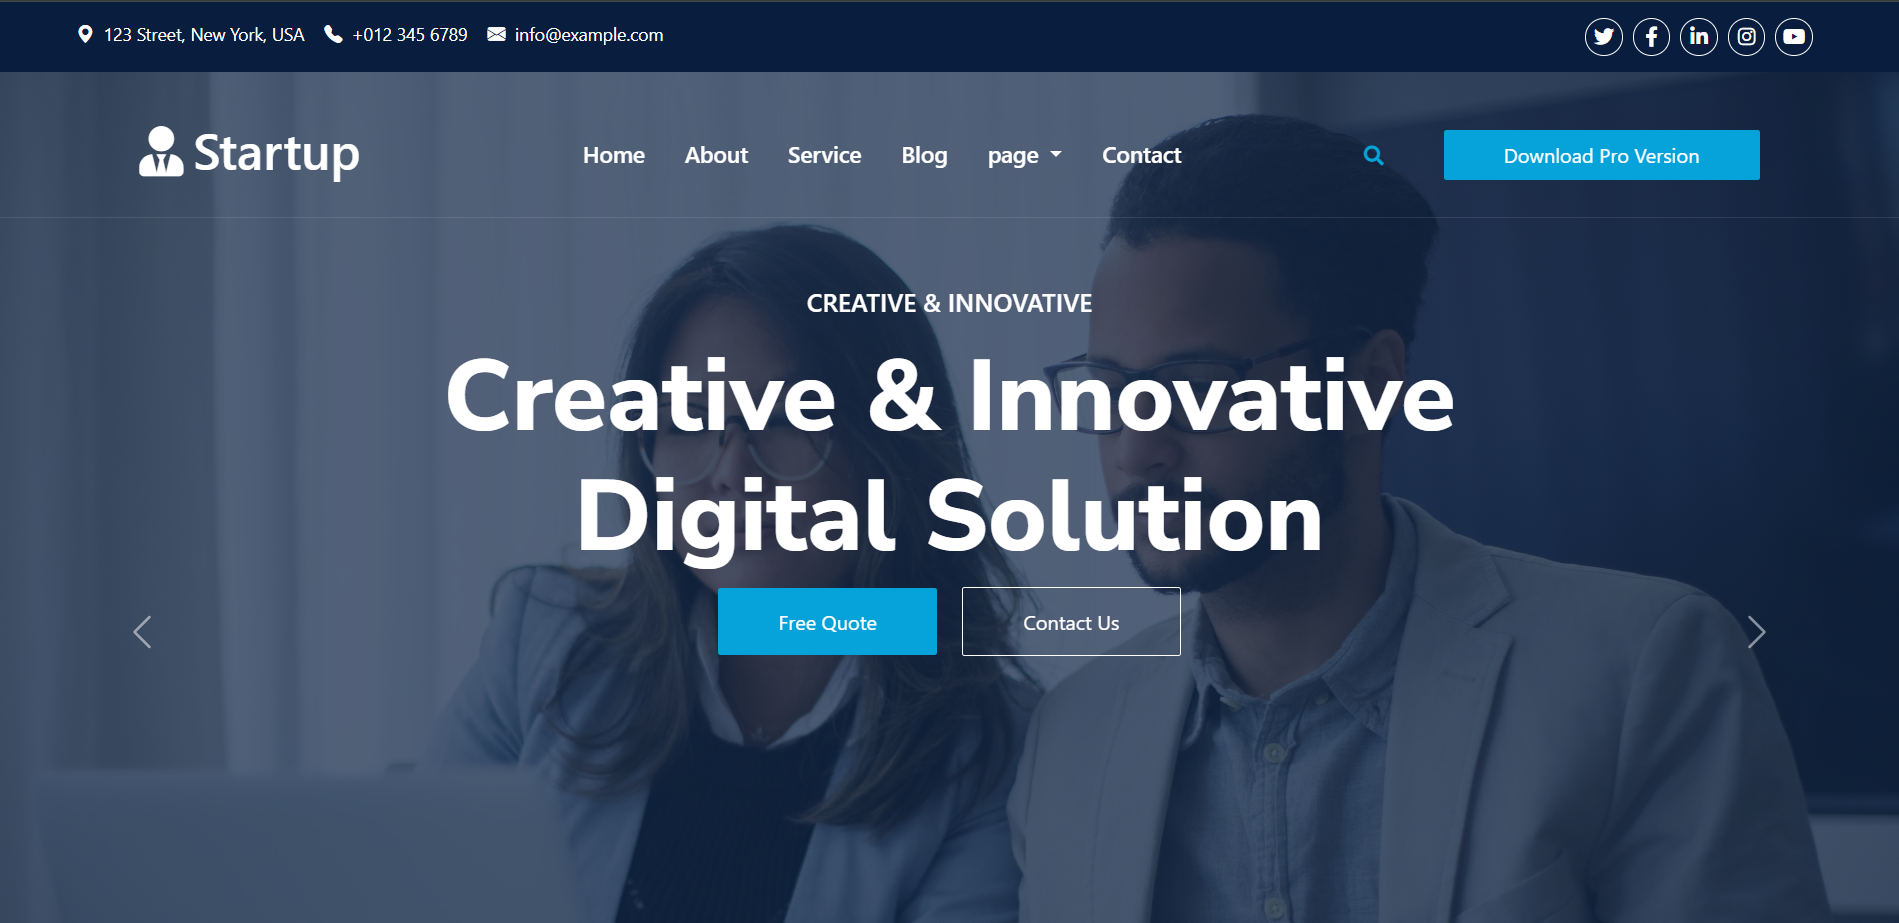 123 Street, New York, USA +012 345 6789 info@example.com
Startup Home About Service Blog page Contact Download Pro Version
CREATIVE & INNOVATIVE
Creative & Innovative
Digital Solution
Free Quote Contact Us